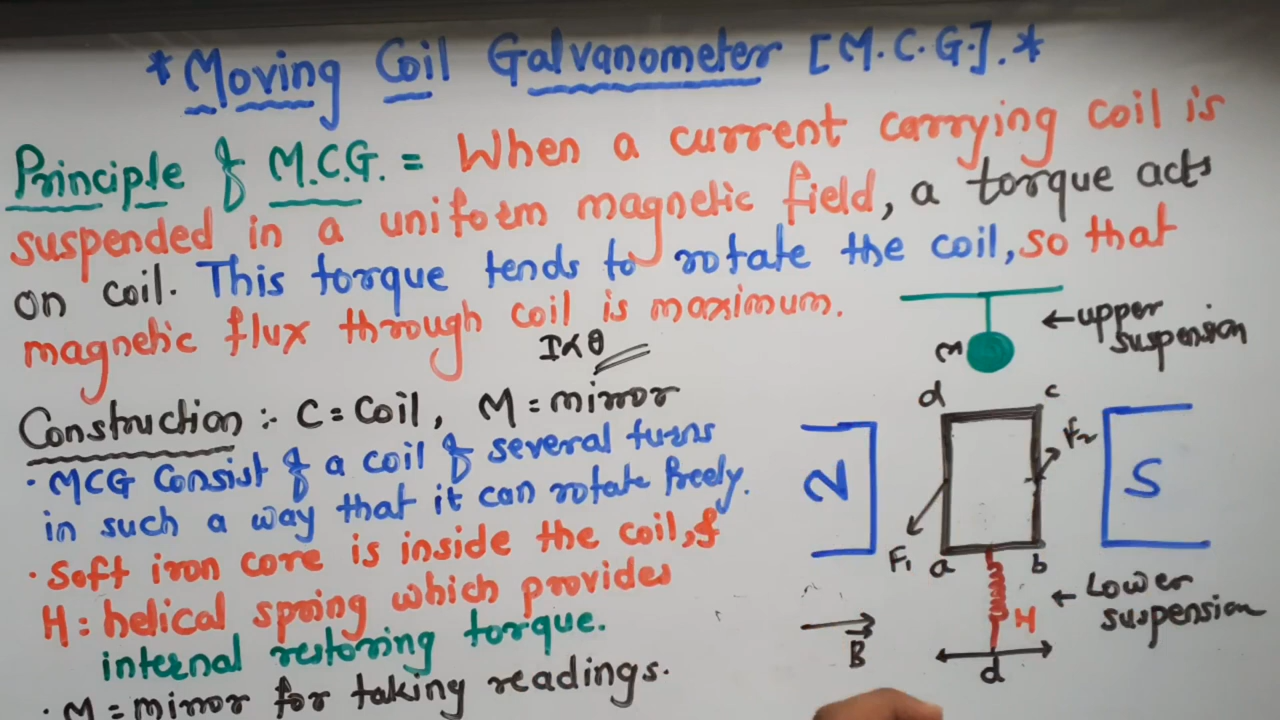 *Moving Coil Galvanometer [M.C.G.].*
Principle of M.C.G. = When a current carrying coil is
suspended in a uniform magnetic field, a torque acts
on coil. This torque tends to rotate the coil, so that
magnetic flux through coil is maximum.
I∝θ
Construction :- C = Coil, M = mirror
· MCG Consist of a coil of several turns
in such a way that it can rotate freely.
· Soft iron core is inside the coil, &
H = helical spring which provides
internal restoring torque.
· M = mirror for taking readings.
← upper
suspension
M
d c
F₂
N S
F₁ a b
H
← Lower
suspension
B
d